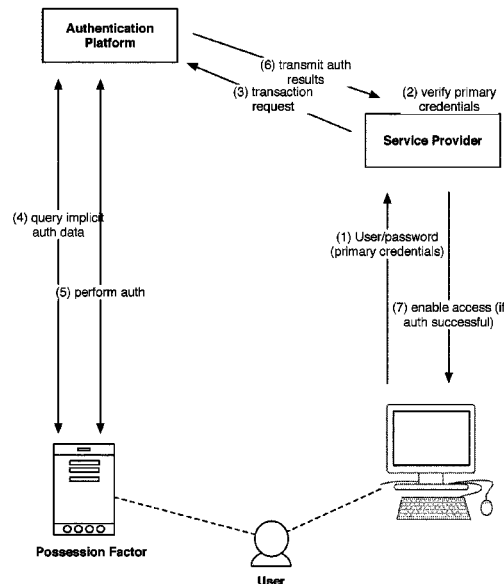 Authentication
Platform
(6) transmit auth
results
(3) transaction
request
(2) verify primary
credentials
Service Provider
(4) query implicit
auth data
(1) User/password
(primary credentials)
(5) perform auth
(7) enable access (if
auth successful)
Possession Factor
User